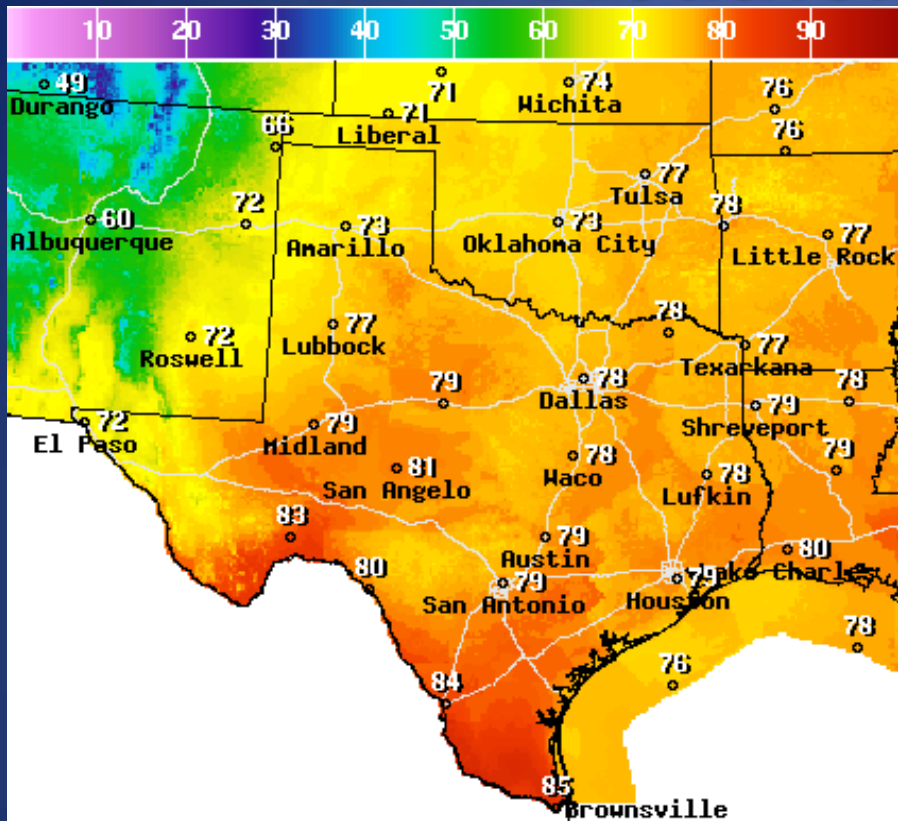 10 20 30 40 50 60 70 80 90
49
Durango
71
74
Wichita
76
71
Liberal
66
76
77
Tulsa
60
Albuquerque
72
73
Amarillo
73
Oklahoma City
78
77
Little Rock
72
Roswell
77
Lubbock
78
77
Texarkana
79
78
Dallas
79
Shreveport
78
72
El Paso
79
Midland
81
San Angelo
78
Waco
78
Lufkin
79
83
79
Austin
80
Lake Charl
80
79
San Antonio
79
Houston
78
76
84
85
Brownsville